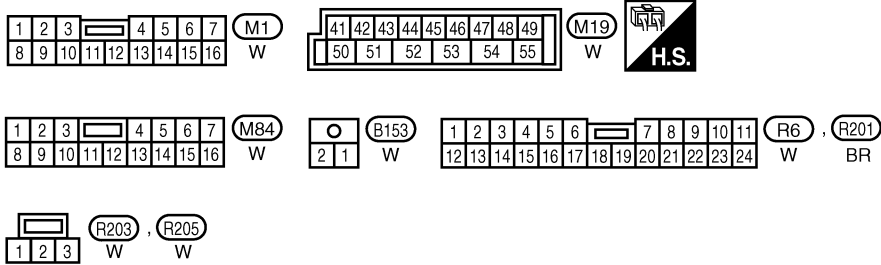 1 2 3 4 5 6 7 M1
8 9 10 11 12 13 14 15 16 W
41 42 43 44 45 46 47 48 49 M19
50 51 52 53 54 55 W
H.S.
1 2 3 4 5 6 7 M84
8 9 10 11 12 13 14 15 16 W
B153
2 1 W
1 2 3 4 5 6 7 8 9 10 11 R6 , R201
12 13 14 15 16 17 18 19 20 21 22 23 24 W BR
R203 , R205
1 2 3 W W